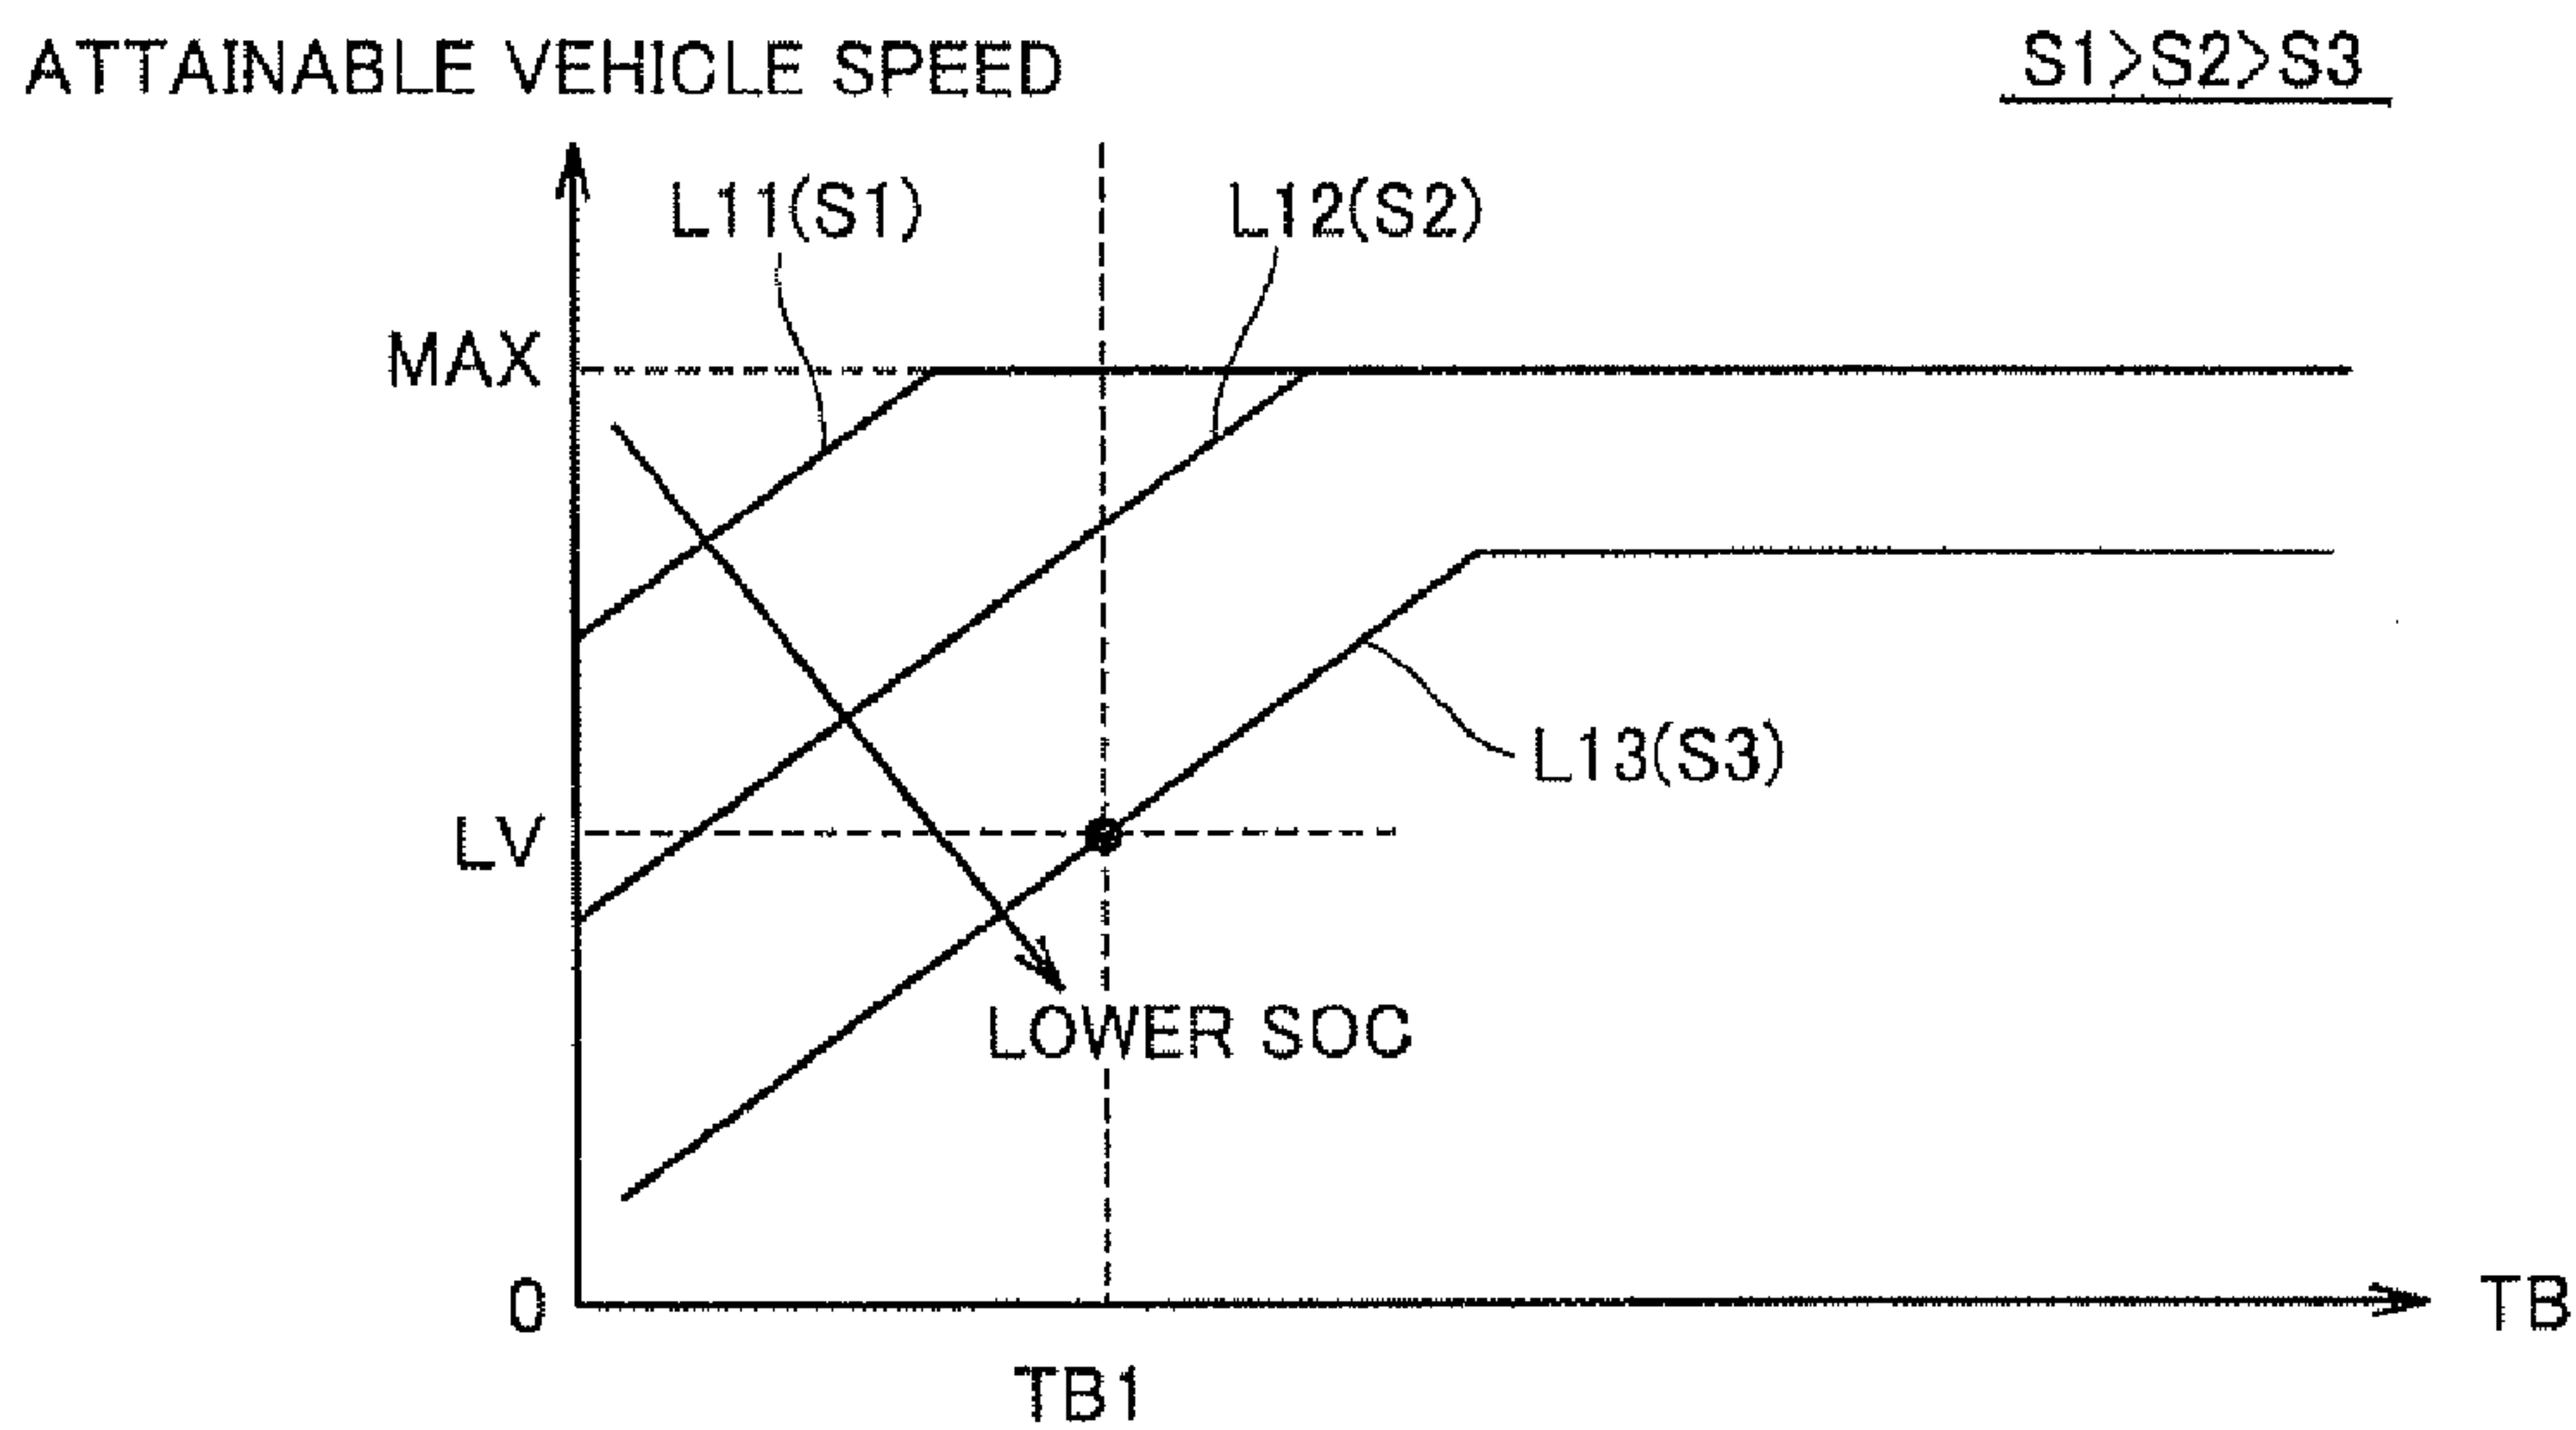 ATTAINABLE VEHICLE SPEED
S1>S2>S3
L11(S1)
L12(S2)
MAX
L13(S3)
LV
LOWER SOC
0
TB
TB1